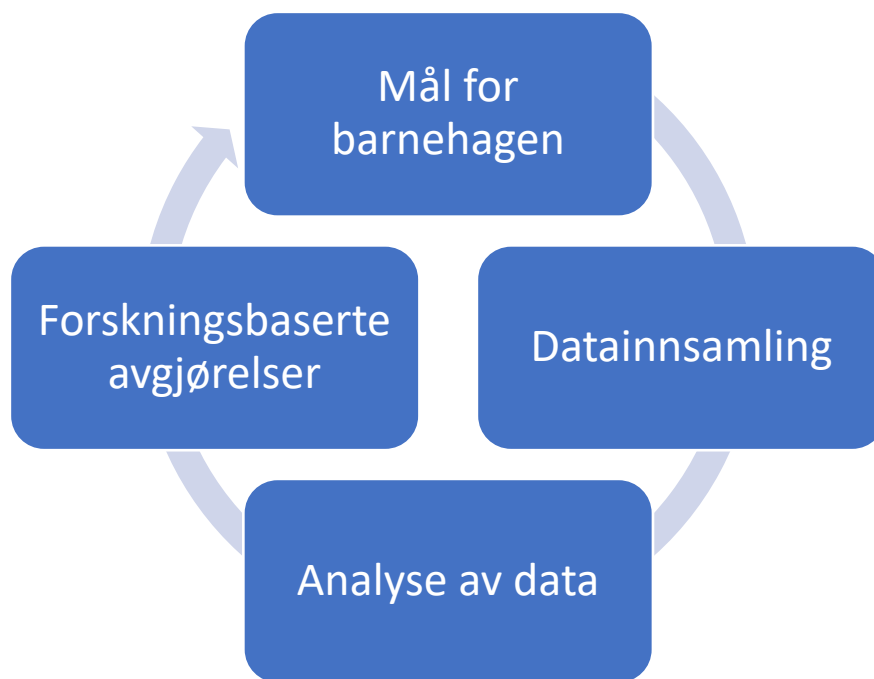 Mål for
barnehagen
Datainnsamling
Analyse av data
Forskningsbaserte
avgjørelser